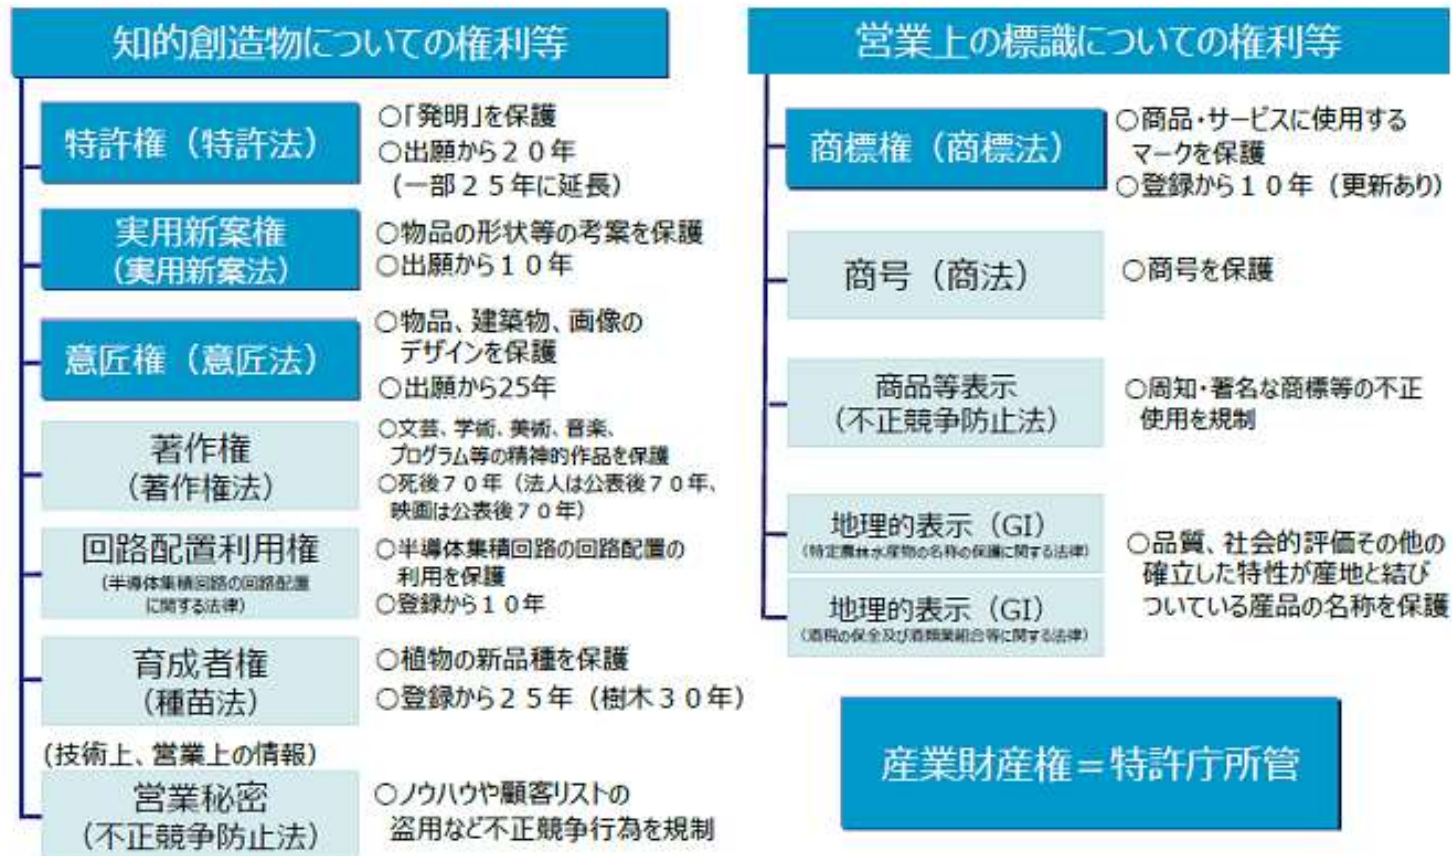 知的創造物についての権利等
特許権（特許法）
○「発明」を保護
○出願から２０年
(一部２５年に延長)
実用新案権
(実用新案法)
○物品の形状等の考案を保護
○出願から１０年
意匠権（意匠法）
○物品、建築物、画像の
デザインを保護
○出願から25年
著作権
(著作権法)
○文芸、学術、美術、音楽、
プログラム等の精神的作品を保護
○死後７０年（法人は公表後７０年、
映画は公表後７０年）
回路配置利用権
(半導体集積回路の回路配置
に関する法律)
○半導体集積回路の回路配置の
利用を保護
○登録から１０年
育成者権
(種苗法)
○植物の新品種を保護
○登録から２５年（樹木３０年）
(技術上、営業上の情報)
営業秘密
(不正競争防止法)
○ノウハウや顧客リストの
盗用など不正競争行為を規制
営業上の標識についての権利等
商標権（商標法）
○商品・サービスに使用する
マークを保護
○登録から１０年（更新あり）
商号（商法）
○商号を保護
商品等表示
(不正競争防止法)
○周知・著名な商標等の不正
使用を規制
地理的表示（GI）
(特定農林水産物の名称の保護に関する法律)
地理的表示（GI）
(酒税の保全及び酒類業組合等に関する法律)
○品質、社会的評価その他の
確立した特性が産地と結び
ついている産品の名称を保護
産業財産権＝特許庁所管